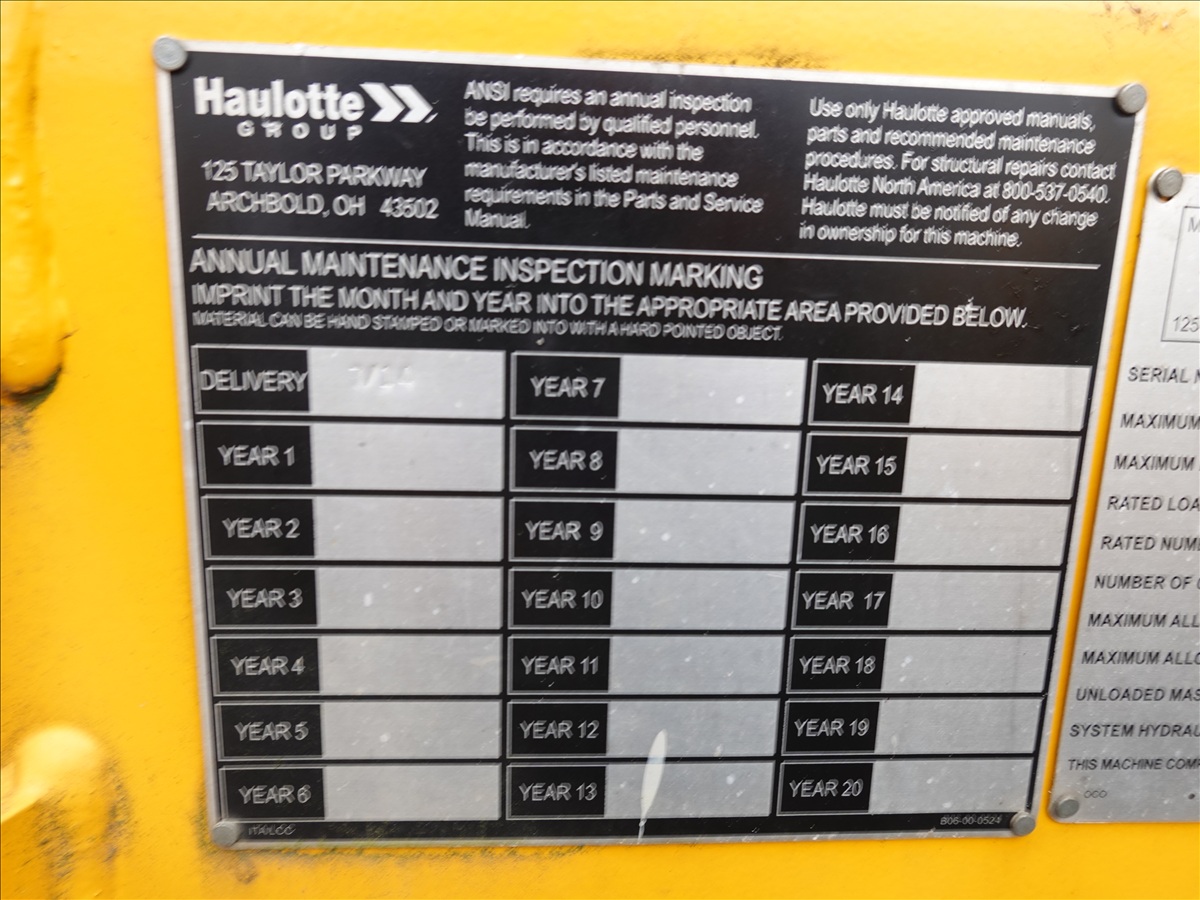 Haulotte
GROUP
125 TAYLOR PARKWAY
ARCHBOLD, OH 43502
ANSI requires an annual inspection
be performed by qualified personnel.
This is in accordance with the
manufacturer's listed maintenance
requirements in the Parts and Service
Manual.
Use only Haulotte approved manuals,
parts and recommended maintenance
procedures. For structural repairs contact
Haulotte North America at 800-537-0540.
Haulotte must be notified of any change
in ownership for this machine.
ANNUAL MAINTENANCE INSPECTION MARKING
IMPRINT THE MONTH AND YEAR INTO THE APPROPRIATE AREA PROVIDED BELOW.
MATERIAL CAN BE HAND STAMPED OR MARKED INTO WITH A HARD POINTED OBJECT.
DELIVERY
YEAR 1
YEAR 2
YEAR 3
YEAR 4
YEAR 5
YEAR 6
YEAR 7
YEAR 8
YEAR 9
YEAR 10
YEAR 11
YEAR 12
YEAR 13
YEAR 14
YEAR 15
YEAR 16
YEAR 17
YEAR 18
YEAR 19
YEAR 20
B06-00-0524
125
SERIAL
MAXIMUM
MAXIMUM
RATED LOA
RATED NUM
NUMBER OF
MAXIMUM ALL
MAXIMUM ALLO
UNLOADED MAS
SYSTEM HYDRAU
THIS MACHINE COMP